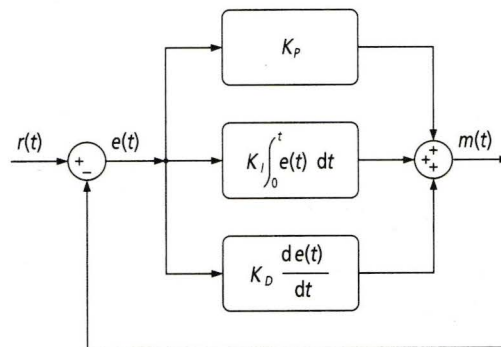 K_P
r(t)
+
−
e(t)
K_I ∫_0^t e(t) dt
+
+
+
m(t)
K_D de(t)/dt